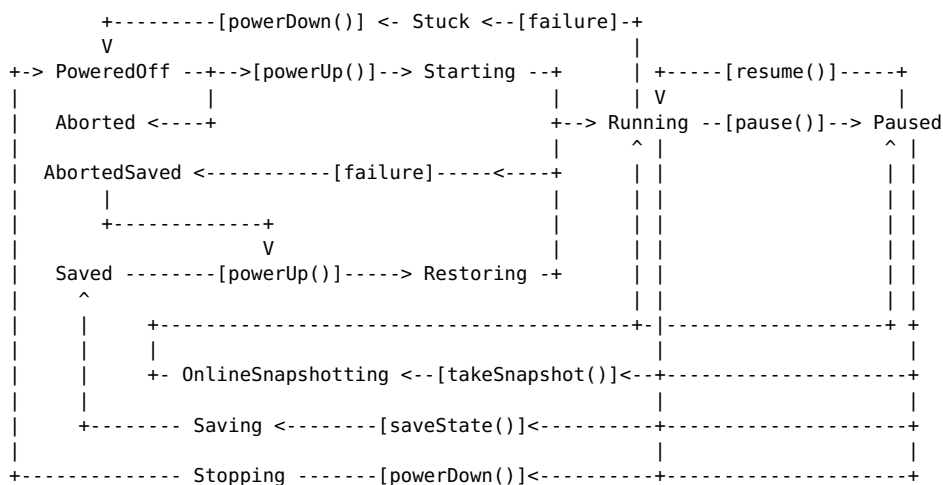 +---------[powerDown()] <- Stuck <--[failure]-+
        V                                             |
+-> PoweredOff --+-->[powerUp()]--> Starting --+      | +-----[resume()]-----+
|                |                             |      | V                    |
|   Aborted <----+                             +--> Running --[pause()]--> Paused
|                                              |      ^ |                   ^ |
|  AbortedSaved <-----------[failure]-----<----+      | |                   | |
|       |                                      |      | |                   | |
|       +-------------+                        |      | |                   | |
|                     V                        |      | |                   | |
|   Saved --------[powerUp()]-----> Restoring -+      | |                   | |
|     ^                                               | |                   | |
|     |     +-----------------------------------------+-|-------------------+ +
|     |     |                                           |                     |
|     |     +- OnlineSnapshotting <--[takeSnapshot()]<--+---------------------+
|     |                                                 |                     |
|     +-------- Saving <--------[saveState()]<----------+---------------------+
|                                                       |                     |
+-------------- Stopping -------[powerDown()]<----------+---------------------+